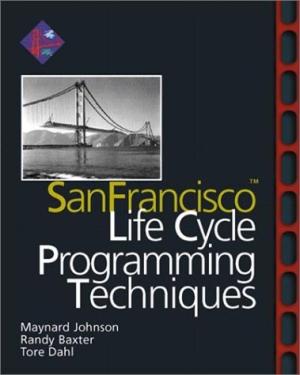 SanFrancisco™
Life Cycle
Programming
Techniques
Maynard Johnson
Randy Baxter
Tore Dahl